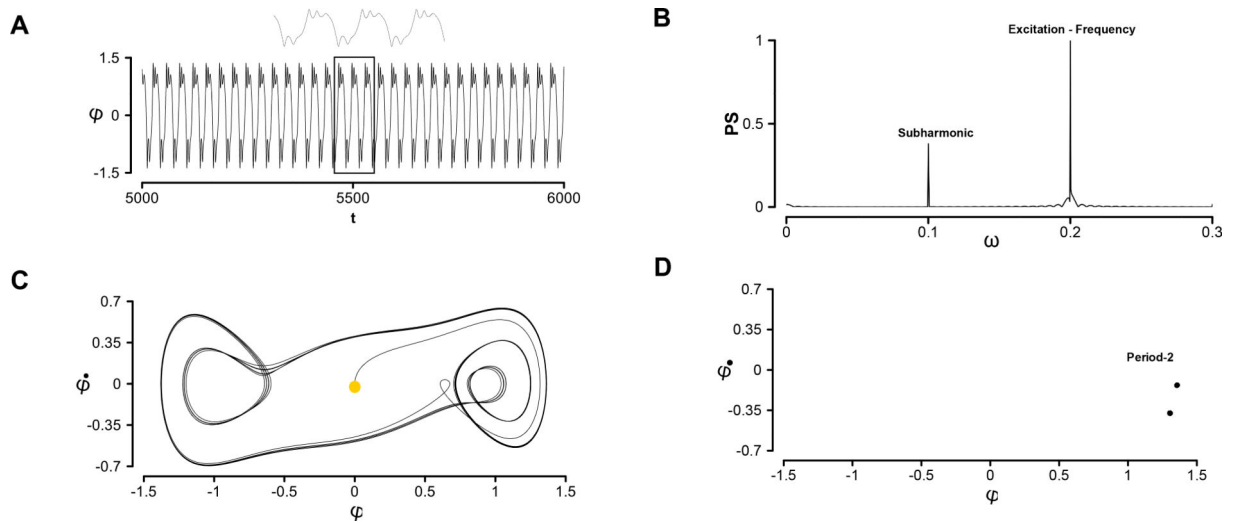 A
1.5
φ 0
-1.5
5000 5500 6000
t
B
Excitation - Frequency
1
PS
0.5
Subharmonic
0
0 0.1 0.2 0.3
ω
C
0.7
0.35
φ̇ 0
-0.35
-0.7
-1.5 -1 -0.5 0 0.5 1 1.5
φ
D
0.7
0.35
Period-2
φ̇ 0
-0.35
-0.7
-1.5 -1 -0.5 0 0.5 1 1.5
φ